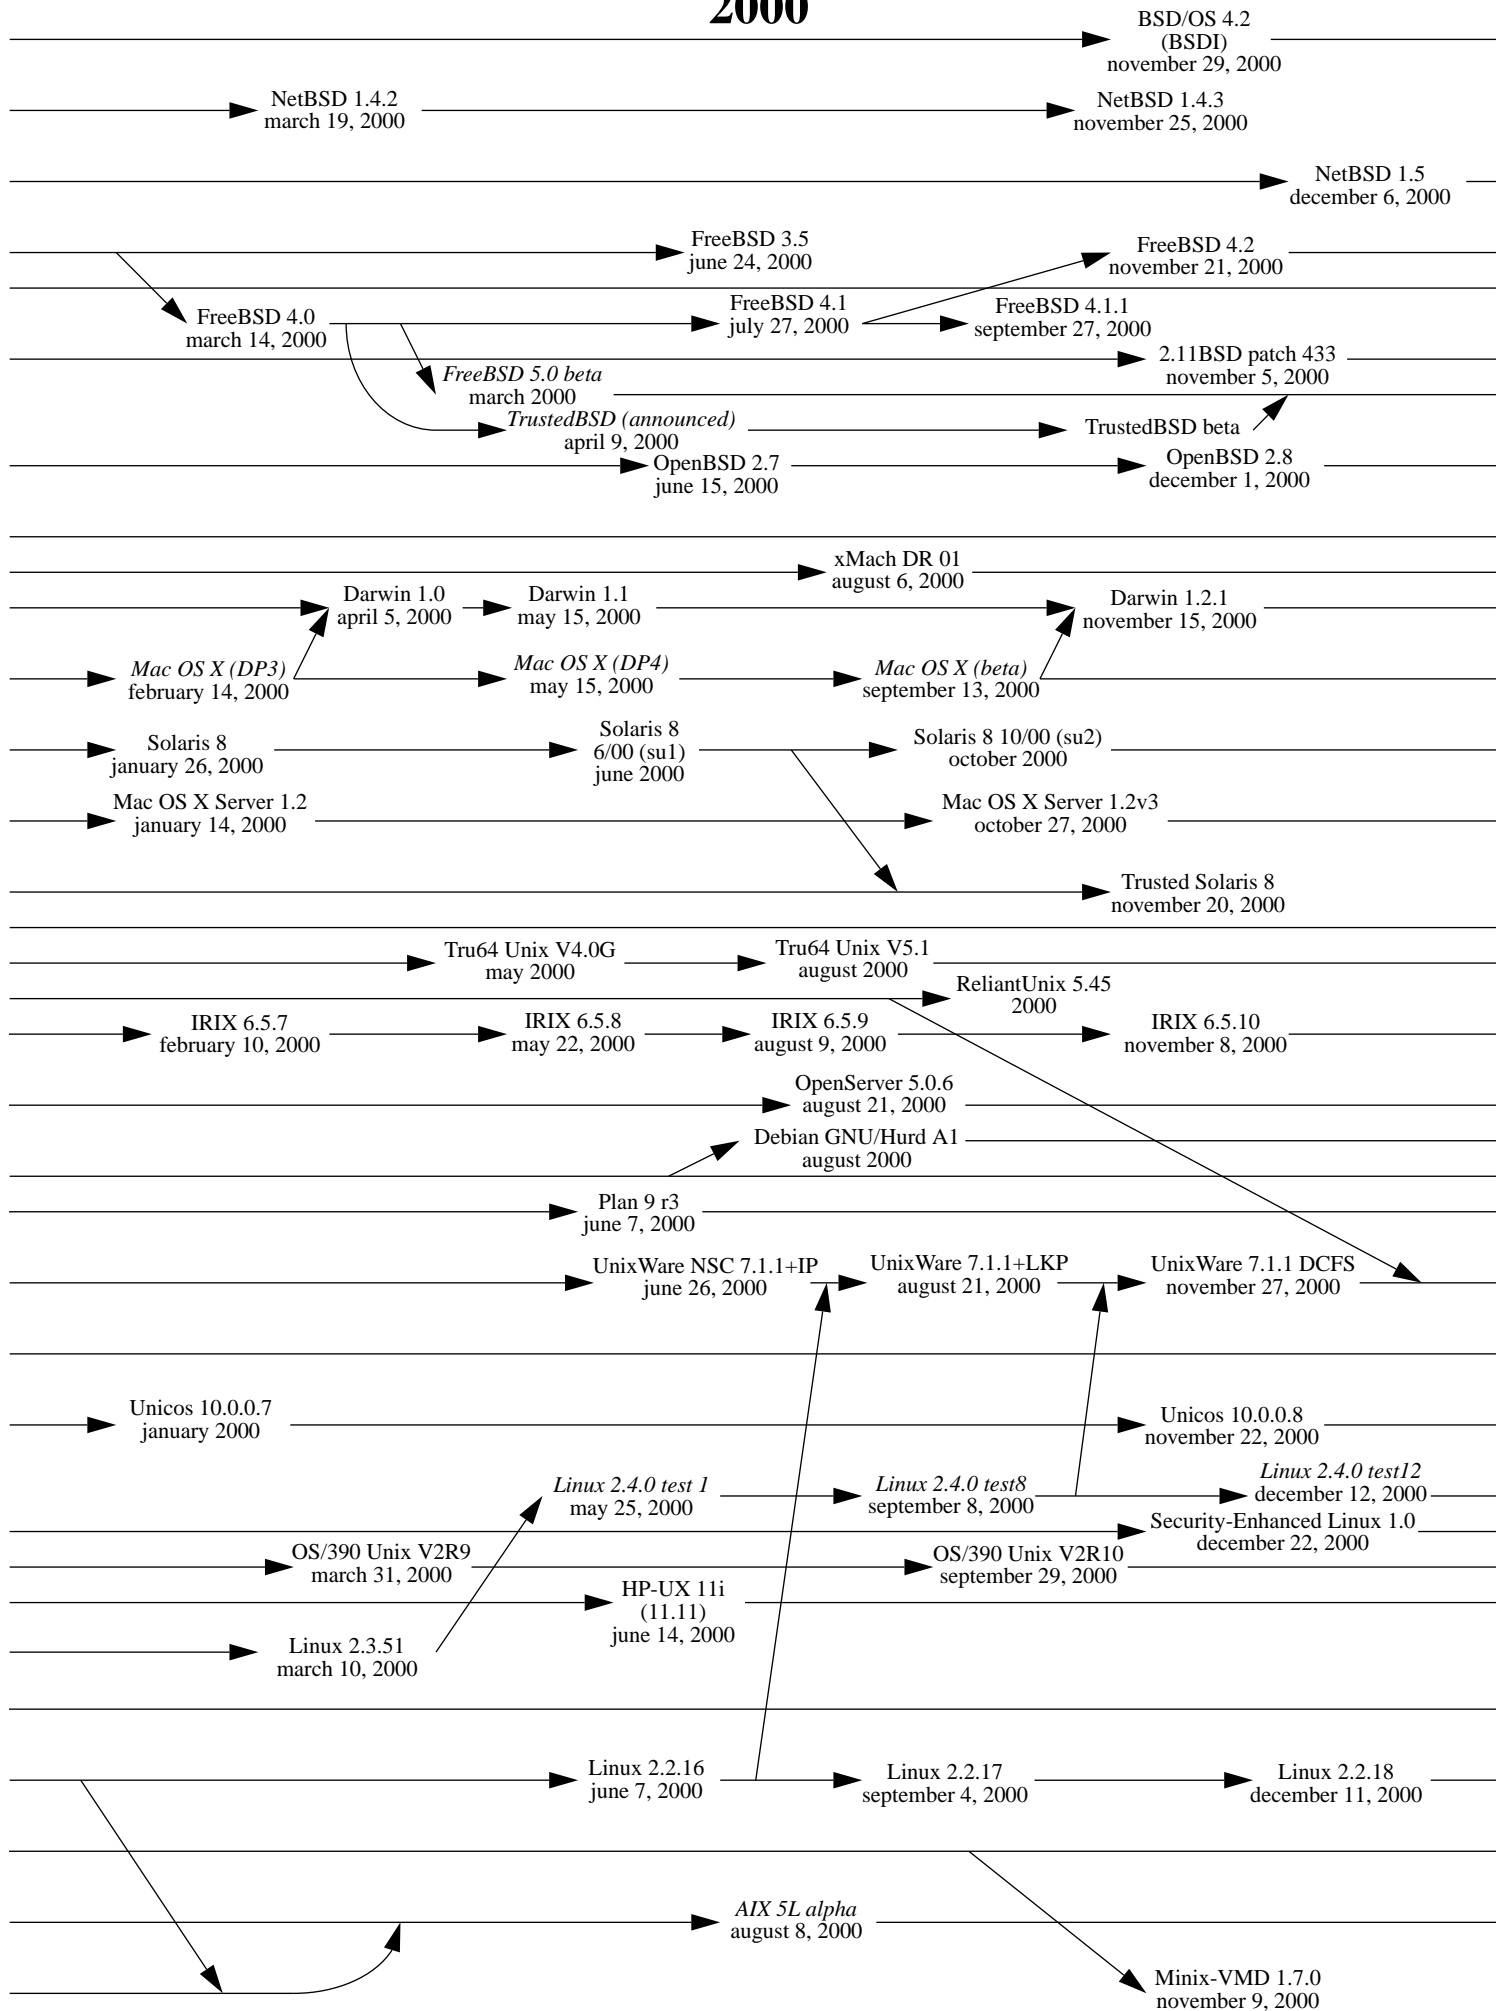 2000
BSD/OS 4.2
(BSDI)
november 29, 2000
NetBSD 1.4.2
march 19, 2000
NetBSD 1.4.3
november 25, 2000
NetBSD 1.5
december 6, 2000
FreeBSD 3.5
june 24, 2000
FreeBSD 4.2
november 21, 2000
FreeBSD 4.0
march 14, 2000
FreeBSD 4.1
july 27, 2000
FreeBSD 4.1.1
september 27, 2000
2.11BSD patch 433
november 5, 2000
FreeBSD 5.0 beta
march 2000
TrustedBSD (announced)
april 9, 2000
TrustedBSD beta
OpenBSD 2.7
june 15, 2000
OpenBSD 2.8
december 1, 2000
xMach DR 01
august 6, 2000
Darwin 1.0
april 5, 2000
Darwin 1.1
may 15, 2000
Darwin 1.2.1
november 15, 2000
Mac OS X (DP3)
february 14, 2000
Mac OS X (DP4)
may 15, 2000
Mac OS X (beta)
september 13, 2000
Solaris 8
january 26, 2000
Solaris 8
6/00 (su1)
june 2000
Solaris 8 10/00 (su2)
october 2000
Mac OS X Server 1.2
january 14, 2000
Mac OS X Server 1.2v3
october 27, 2000
Trusted Solaris 8
november 20, 2000
Tru64 Unix V4.0G
may 2000
Tru64 Unix V5.1
august 2000
ReliantUnix 5.45
2000
IRIX 6.5.7
february 10, 2000
IRIX 6.5.8
may 22, 2000
IRIX 6.5.9
august 9, 2000
IRIX 6.5.10
november 8, 2000
OpenServer 5.0.6
august 21, 2000
Debian GNU/Hurd A1
august 2000
Plan 9 r3
june 7, 2000
UnixWare NSC 7.1.1+IP
june 26, 2000
UnixWare 7.1.1+LKP
august 21, 2000
UnixWare 7.1.1 DCFS
november 27, 2000
Unicos 10.0.0.7
january 2000
Unicos 10.0.0.8
november 22, 2000
Linux 2.4.0 test 1
may 25, 2000
Linux 2.4.0 test8
september 8, 2000
Linux 2.4.0 test12
december 12, 2000
Security-Enhanced Linux 1.0
december 22, 2000
OS/390 Unix V2R9
march 31, 2000
OS/390 Unix V2R10
september 29, 2000
HP-UX 11i
(11.11)
june 14, 2000
Linux 2.3.51
march 10, 2000
Linux 2.2.16
june 7, 2000
Linux 2.2.17
september 4, 2000
Linux 2.2.18
december 11, 2000
AIX 5L alpha
august 8, 2000
Minix-VMD 1.7.0
november 9, 2000